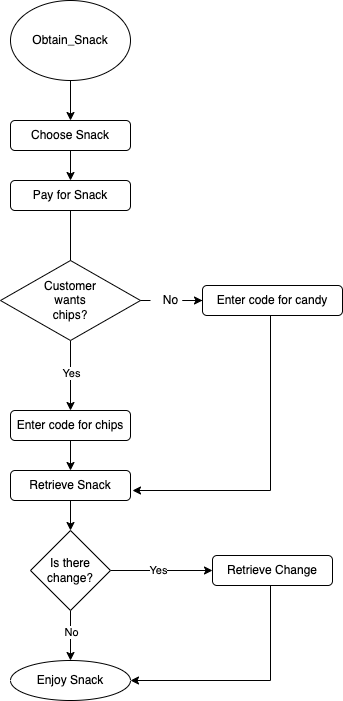 Obtain_Snack
Choose Snack
Pay for Snack
Customer
wants
chips?
No
Enter code for candy
Yes
Enter code for chips
Retrieve Snack
Is there
change?
Yes
Retrieve Change
No
Enjoy Snack